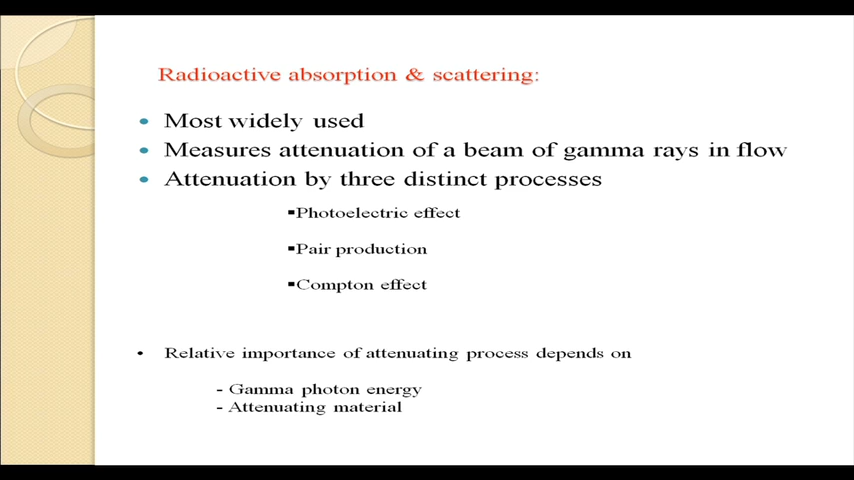 Radioactive absorption & scattering:
• Most widely used
• Measures attenuation of a beam of gamma rays in flow
• Attenuation by three distinct processes
▪Photoelectric effect
▪Pair production
▪Compton effect
• Relative importance of attenuating process depends on
- Gamma photon energy
- Attenuating material